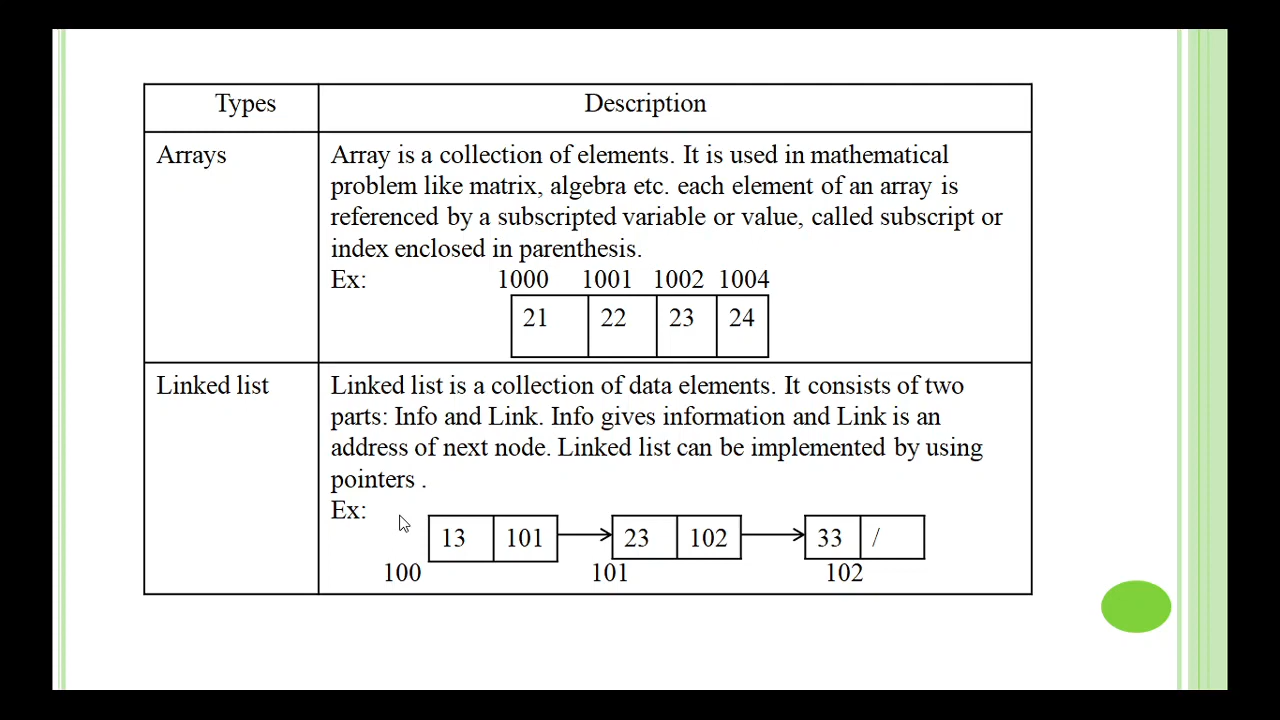 Types Description
Arrays Array is a collection of elements. It is used in mathematical
problem like matrix, algebra etc. each element of an array is
referenced by a subscripted variable or value, called subscript or
index enclosed in parenthesis.
Ex: 1000 1001 1002 1004
21 22 23 24
Linked list Linked list is a collection of data elements. It consists of two
parts: Info and Link. Info gives information and Link is an
address of next node. Linked list can be implemented by using
pointers .
Ex:
13 101 23 102 33 /
100 101 102